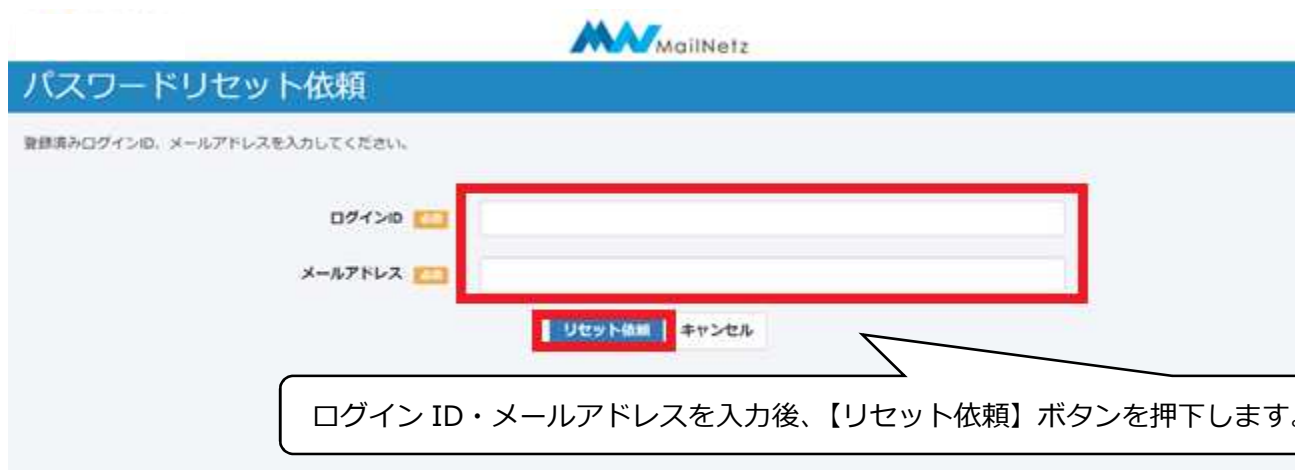 MailNetz
パスワードリセット依頼
登録済みログインID、メールアドレスを入力してください。
ログインID 必須
メールアドレス 必須
リセット依頼 キャンセル
ログイン ID・メールアドレスを入力後、【リセット依頼】ボタンを押下します。